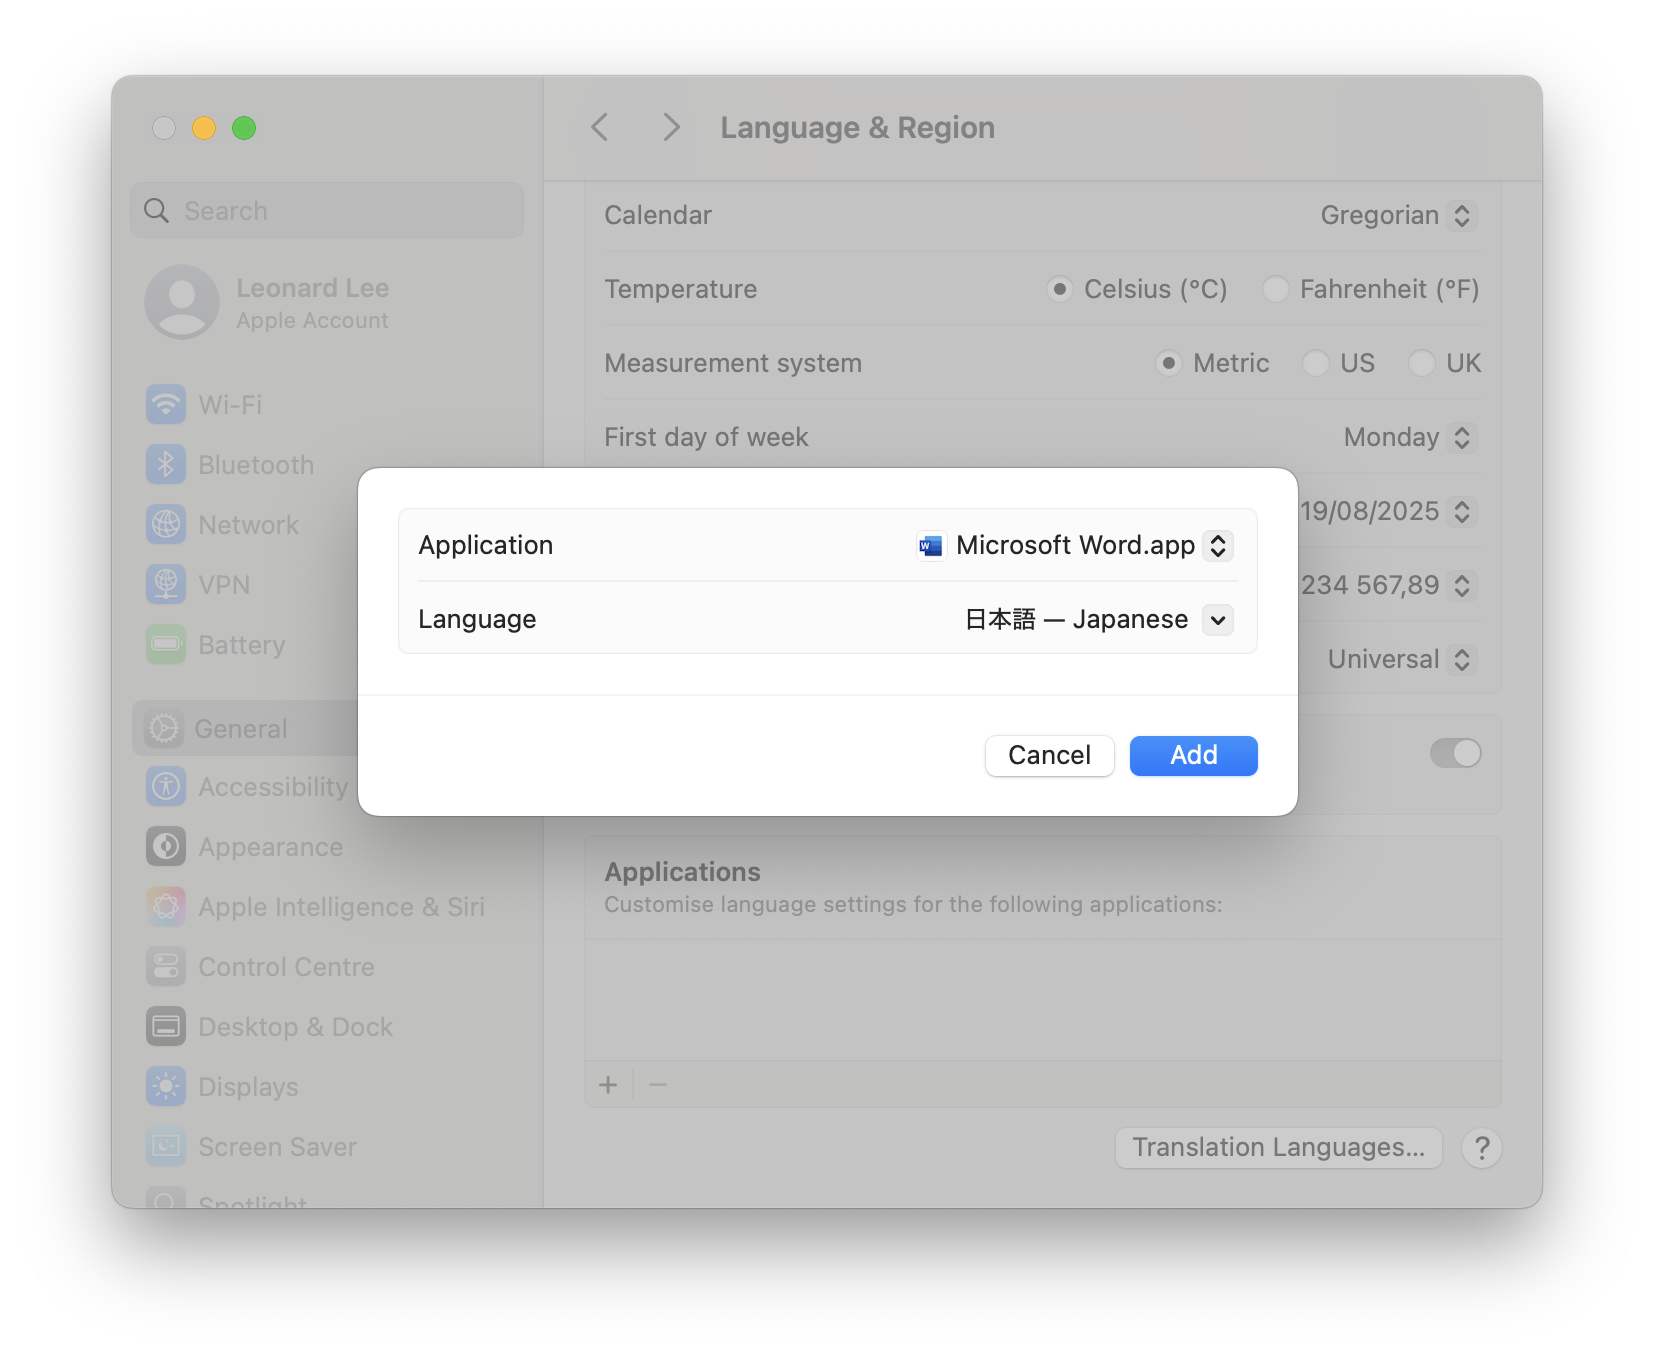 Language & Region
Search
Leonard Lee
Apple Account
Wi-Fi
Bluetooth
Network
VPN
Battery
General
Accessibility
Appearance
Apple Intelligence & Siri
Control Centre
Desktop & Dock
Displays
Screen Saver
Spotlight
Calendar Gregorian
Temperature Celsius (°C) Fahrenheit (°F)
Measurement system Metric US UK
First day of week Monday
19/08/2025
234 567,89
Universal
Application Microsoft Word.app
Language 日本語 — Japanese
Cancel Add
Applications
Customise language settings for the following applications:
Translation Languages...
?